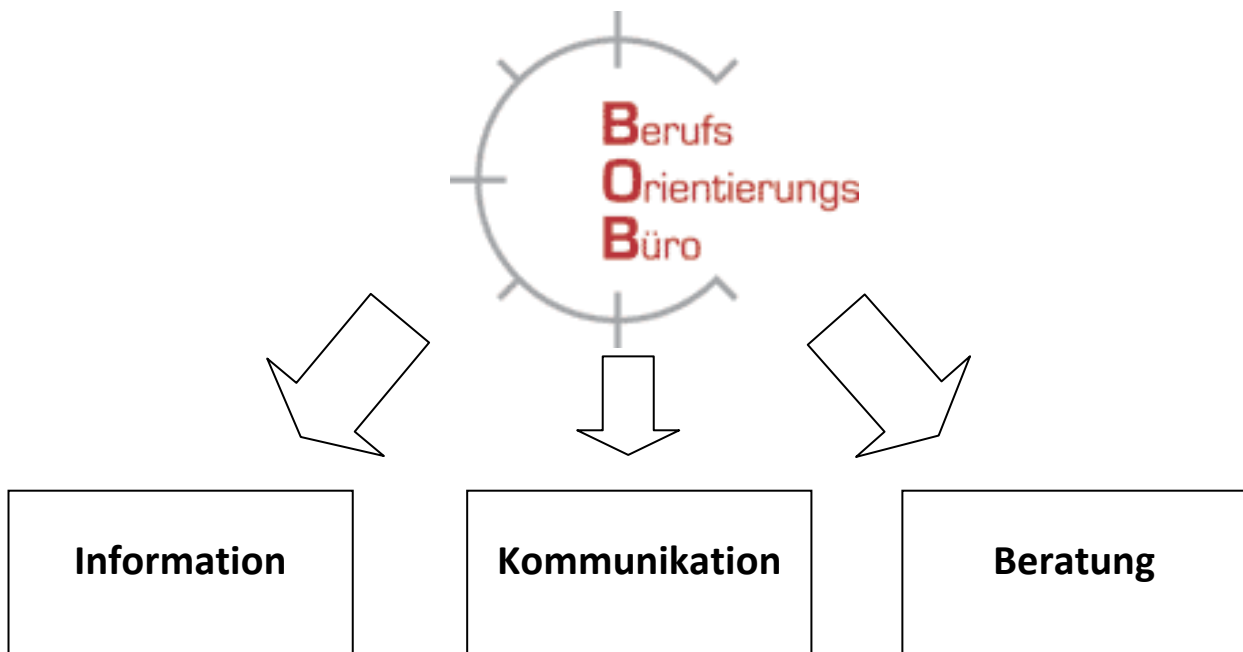 Berufs
Orientierungs
Büro
Information
Kommunikation
Beratung